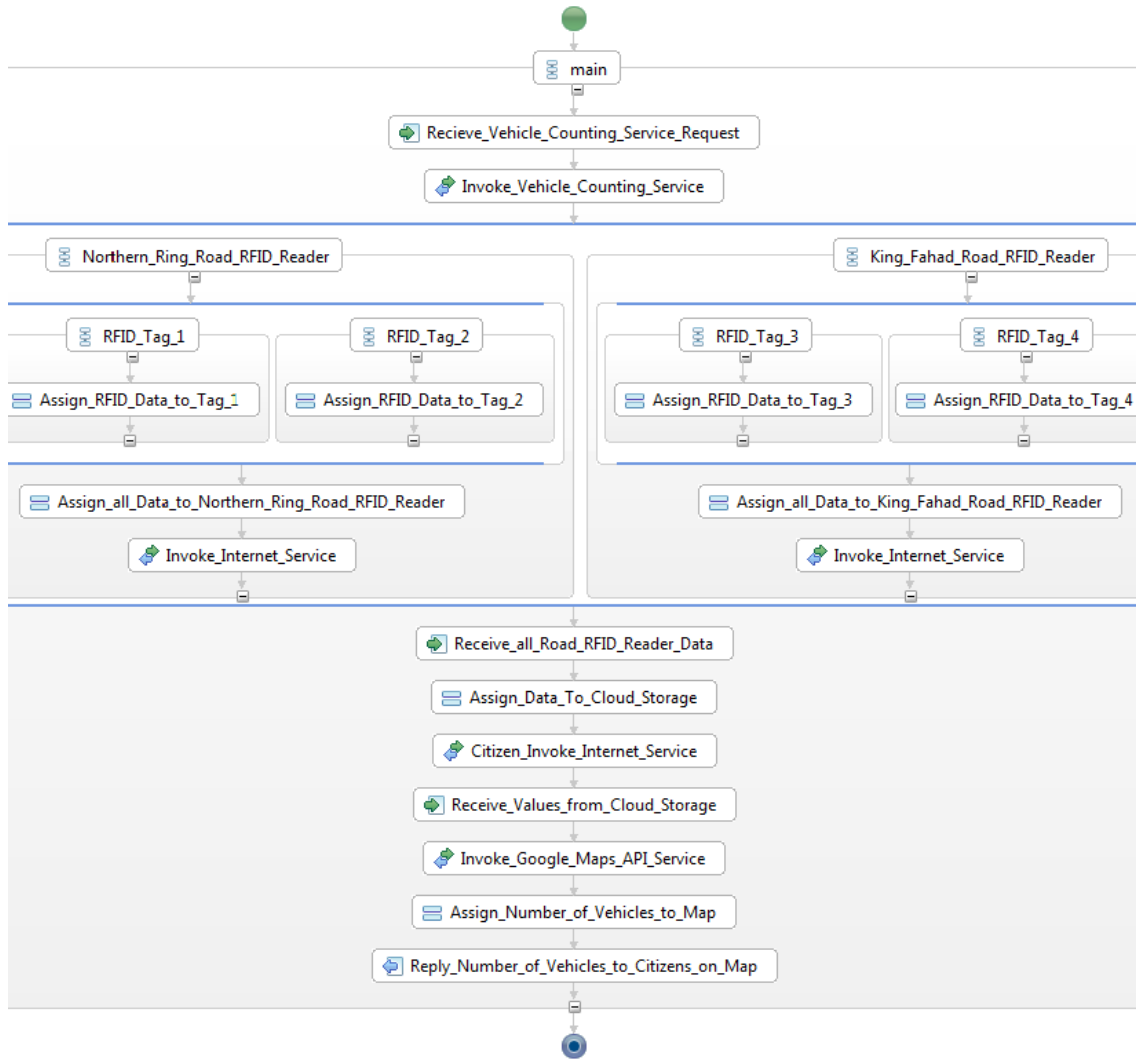 main
Recieve_Vehicle_Counting_Service_Request
Invoke_Vehicle_Counting_Service
Northern_Ring_Road_RFID_Reader
King_Fahad_Road_RFID_Reader
RFID_Tag_1
RFID_Tag_2
RFID_Tag_3
RFID_Tag_4
Assign_RFID_Data_to_Tag_1
Assign_RFID_Data_to_Tag_2
Assign_RFID_Data_to_Tag_3
Assign_RFID_Data_to_Tag_4
Assign_all_Data_to_Northern_Ring_Road_RFID_Reader
Assign_all_Data_to_King_Fahad_Road_RFID_Reader
Invoke_Internet_Service
Invoke_Internet_Service
Receive_all_Road_RFID_Reader_Data
Assign_Data_To_Cloud_Storage
Citizen_Invoke_Internet_Service
Receive_Values_from_Cloud_Storage
Invoke_Google_Maps_API_Service
Assign_Number_of_Vehicles_to_Map
Reply_Number_of_Vehicles_to_Citizens_on_Map